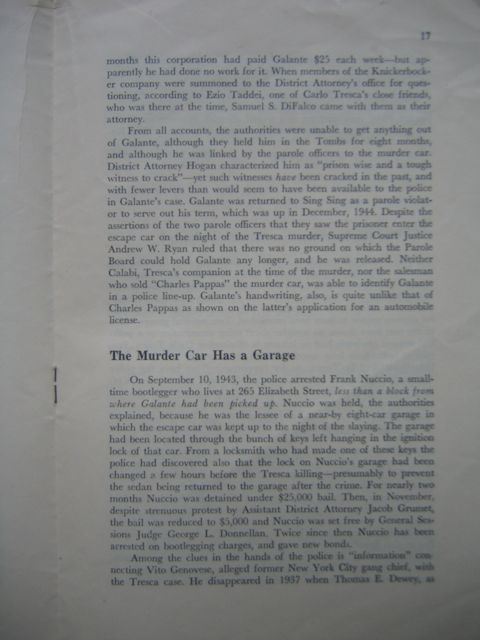 17
months this corporation had paid Galante $25 each week—but ap-
parently he had done no work for it. When members of the Knickerbock-
er company were summoned to the District Attorney's office for ques-
tioning, according to Ezio Taddei, one of Carlo Tresca's close friends,
who was there at the time, Samuel S. DiFalco came with them as their
attorney.
From all accounts, the authorities were unable to get anything out
of Galante, although they held him in the Tombs for eight months,
and although he was linked by the parole officers to the murder car.
District Attorney Hogan characterized him as "prison wise and a tough
witness to crack"—yet such witnesses have been cracked in the past, and
with fewer levers than would seem to have been available to the police
in Galante's case. Galante was returned to Sing Sing as a parole violat-
or to serve out his term, which was up in December, 1944. Despite the
assertions of the two parole officers that they saw the prisoner enter the
escape car on the night of the Tresca murder, Supreme Court Justice
Andrew W. Ryan ruled that there was no ground on which the Parole
Board could hold Galante any longer, and he was released. Neither
Calabi, Tresca's companion at the time of the murder, nor the salesman
who sold "Charles Pappas" the murder car, was able to identify Galante
in a police line-up. Galante's handwriting, also, is quite unlike that of
Charles Pappas as shown on the latter's application for an automobile
license.
The Murder Car Has a Garage
On September 10, 1943, the police arrested Frank Nuccio, a small-
time bootlegger who lives at 265 Elizabeth Street, less than a block from
where Galante had been picked up. Nuccio was held, the authorities
explained, because he was the lessee of a near-by eight-car garage in
which the escape car was kept up to the night of the slaying. The garage
had been located through the bunch of keys left hanging in the ignition
lock of that car. From a locksmith who had made one of these keys the
police had discovered also that the lock on Nuccio's garage had been
changed a few hours before the Tresca killing—presumably to prevent
the sedan being returned to the garage after the crime. For nearly two
months Nuccio was detained under $25,000 bail. Then, in November,
despite strenuous protest by Assistant District Attorney Jacob Grumet,
the bail was reduced to $5,000 and Nuccio was set free by General Ses-
sions Judge George L. Donnellan. Twice since then Nuccio has been
arrested on bootlegging charges, and gave new bonds.
Among the clues in the hands of the police is "information" con-
necting Vito Genovese, alleged former New York City gang chief, with
the Tresca case. He disappeared in 1937 when Thomas E. Dewey, as